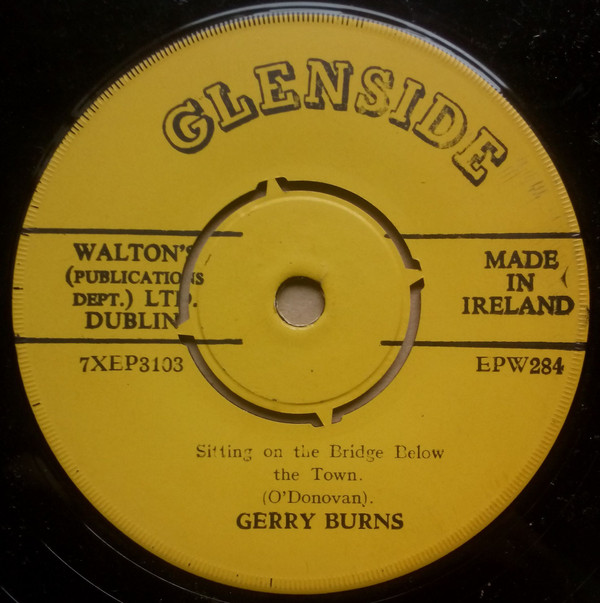 GLENSIDE
WALTON'S
(PUBLICATIONS
DEPT.) LTD.
DUBLIN
MADE
IN
IRELAND
7XEP3103
EPW284
Sitting on the Bridge Below
the Town.
(O'Donovan).
GERRY BURNS